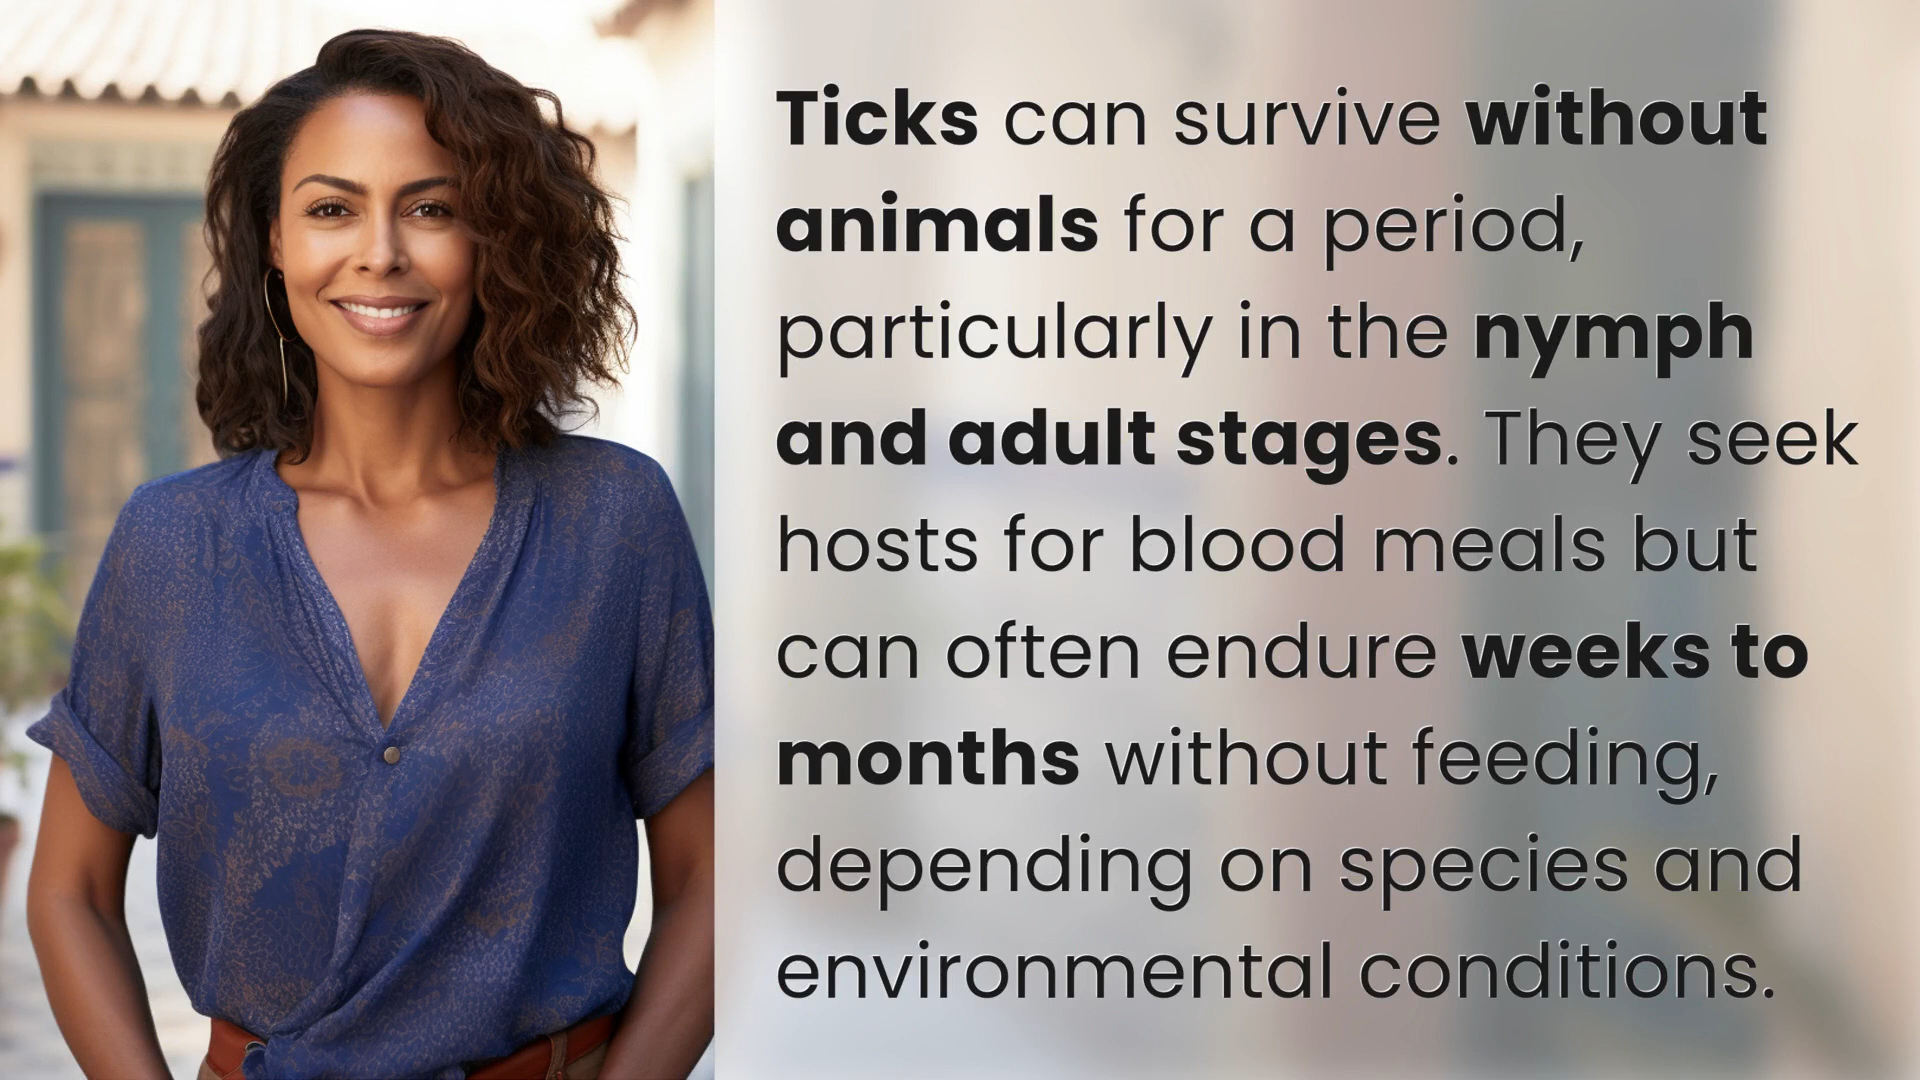 Ticks can survive without
animals for a period,
particularly in the nymph
and adult stages. They seek
hosts for blood meals but
can often endure weeks to
months without feeding,
depending on species and
environmental conditions.